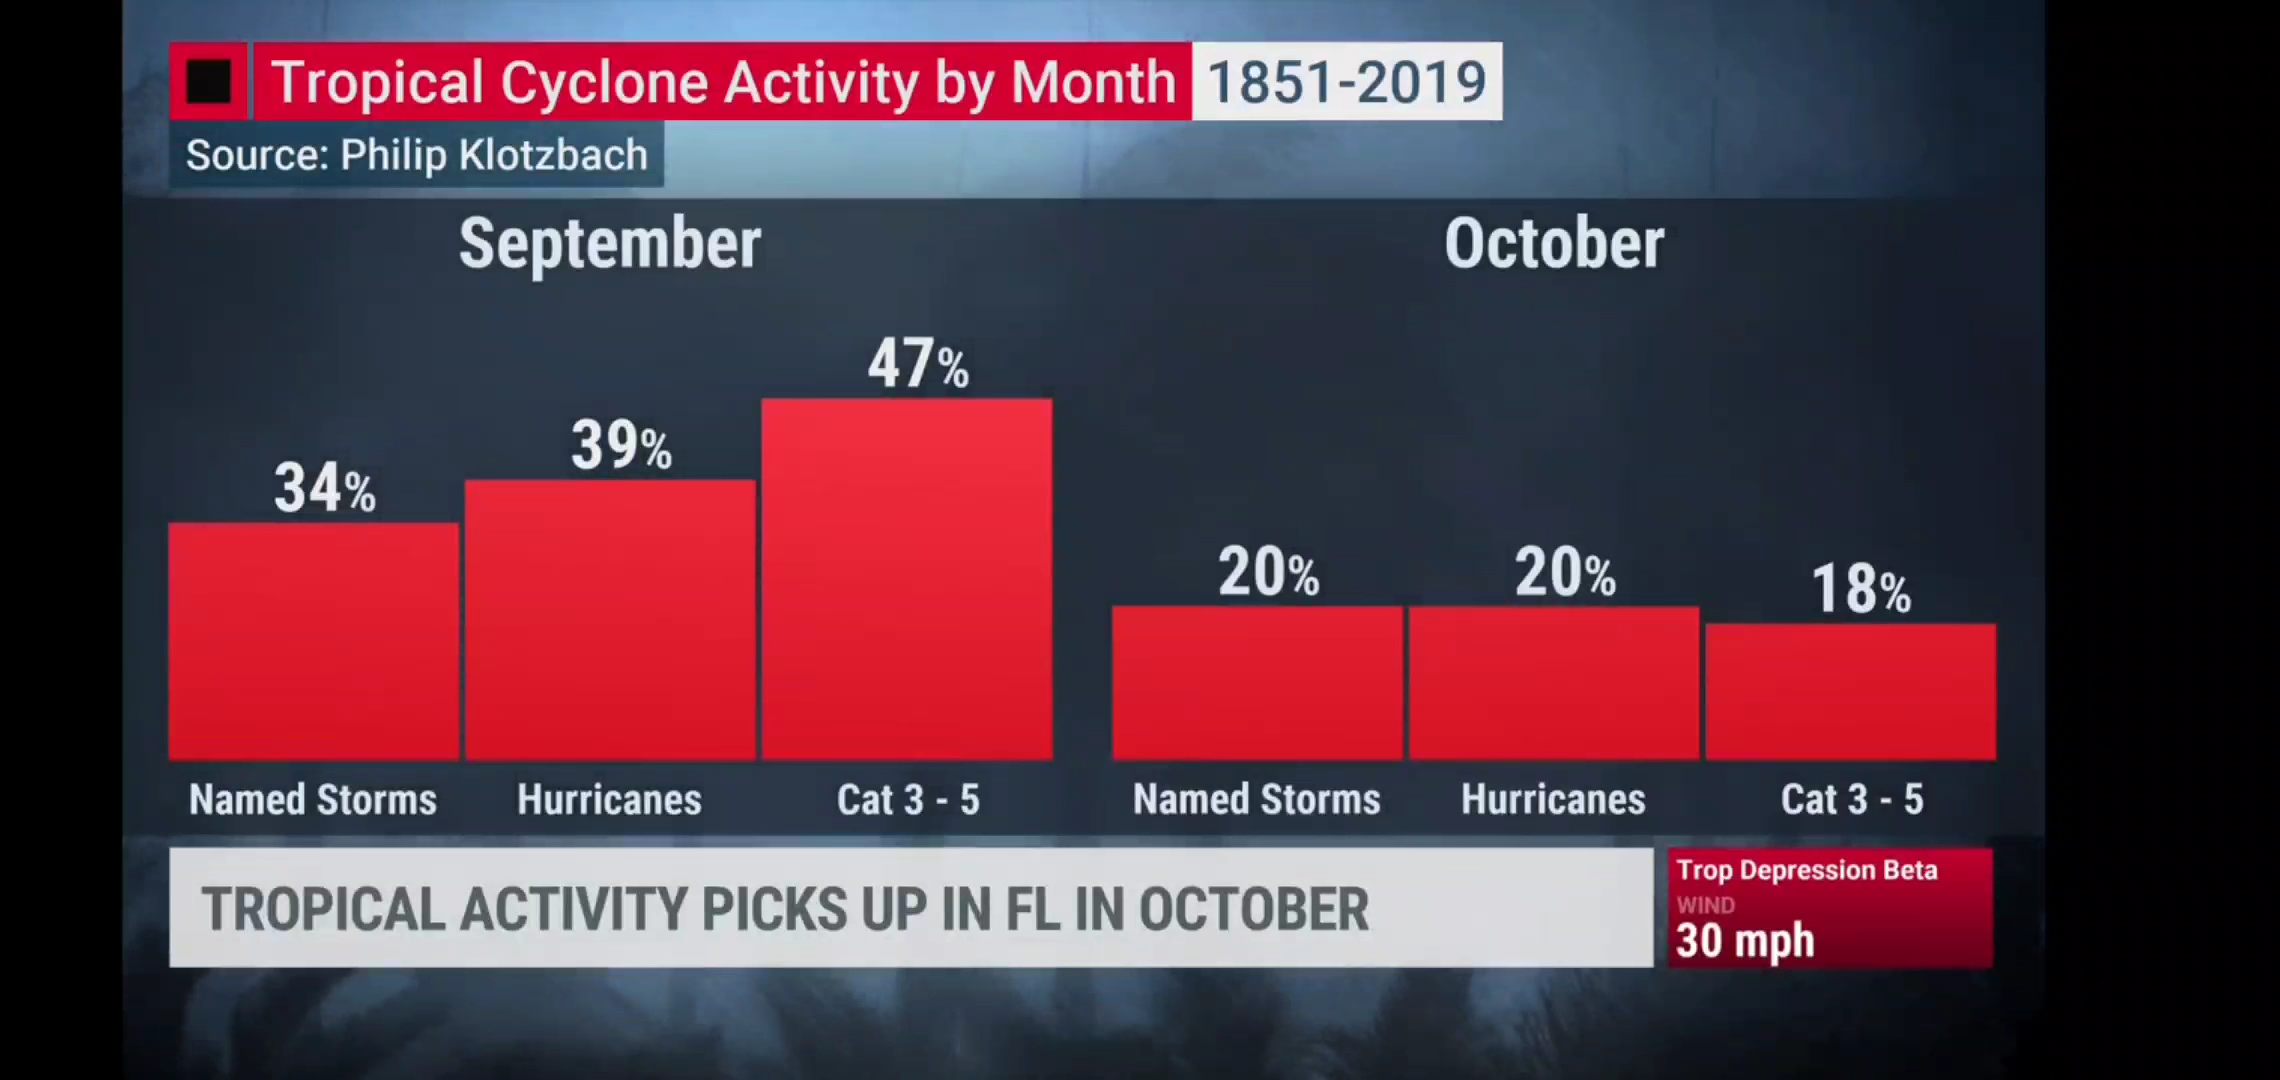 Tropical Cyclone Activity by Month 1851-2019
Source: Philip Klotzbach
September
47%
39%
34%
Named Storms Hurricanes Cat 3 - 5
October
20% 20% 18%
Named Storms Hurricanes Cat 3 - 5
TROPICAL ACTIVITY PICKS UP IN FL IN OCTOBER
Trop Depression Beta
WIND
30 mph